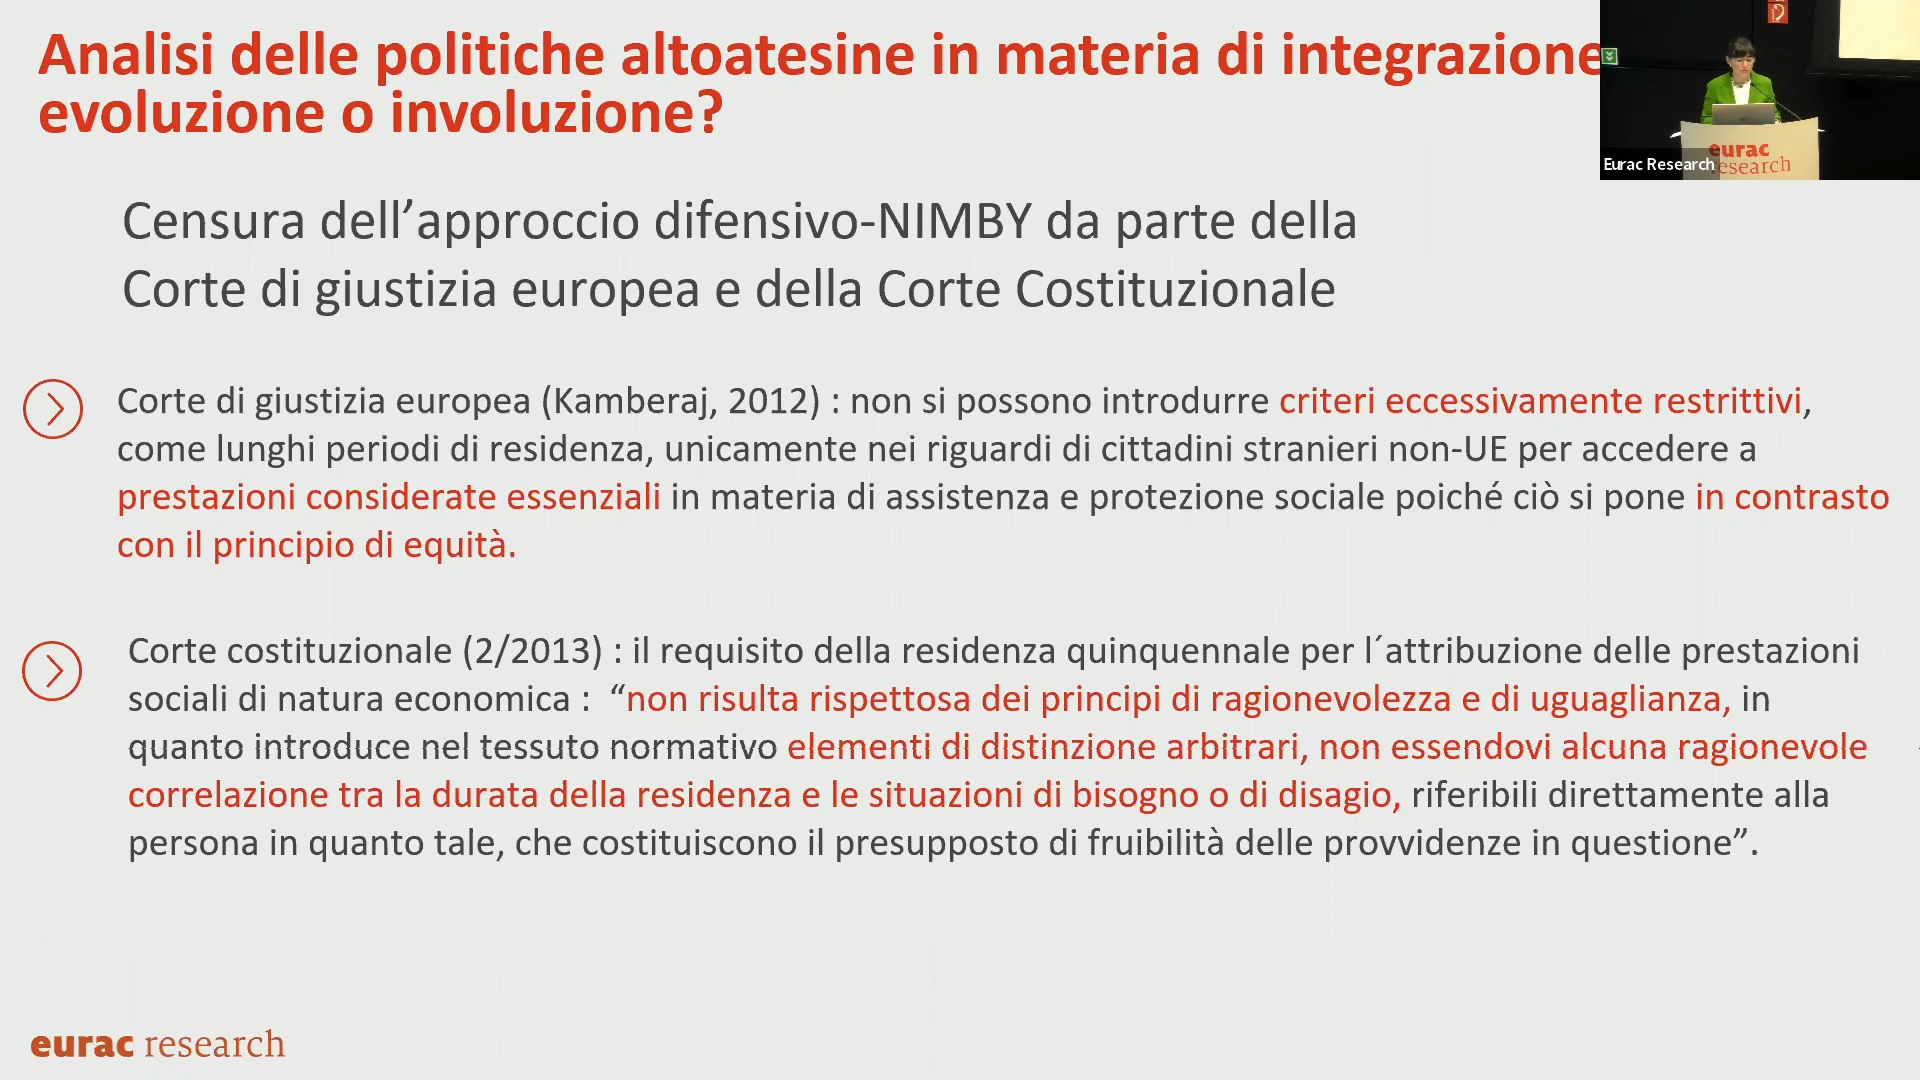 Analisi delle politiche altoatesine in materia di integrazione
evoluzione o involuzione?
Censura dell’approccio difensivo-NIMBY da parte della
Corte di giustizia europea e della Corte Costituzionale
Corte di giustizia europea (Kamberaj, 2012) : non si possono introdurre criteri eccessivamente restrittivi,
come lunghi periodi di residenza, unicamente nei riguardi di cittadini stranieri non-UE per accedere a
prestazioni considerate essenziali in materia di assistenza e protezione sociale poiché ciò si pone in contrasto
con il principio di equità.
Corte costituzionale (2/2013) : il requisito della residenza quinquennale per l´attribuzione delle prestazioni
sociali di natura economica : “non risulta rispettosa dei principi di ragionevolezza e di uguaglianza, in
quanto introduce nel tessuto normativo elementi di distinzione arbitrari, non essendovi alcuna ragionevole
correlazione tra la durata della residenza e le situazioni di bisogno o di disagio, riferibili direttamente alla
persona in quanto tale, che costituiscono il presupposto di fruibilità delle provvidenze in questione”.
eurac research
eurac
research
Eurac Research